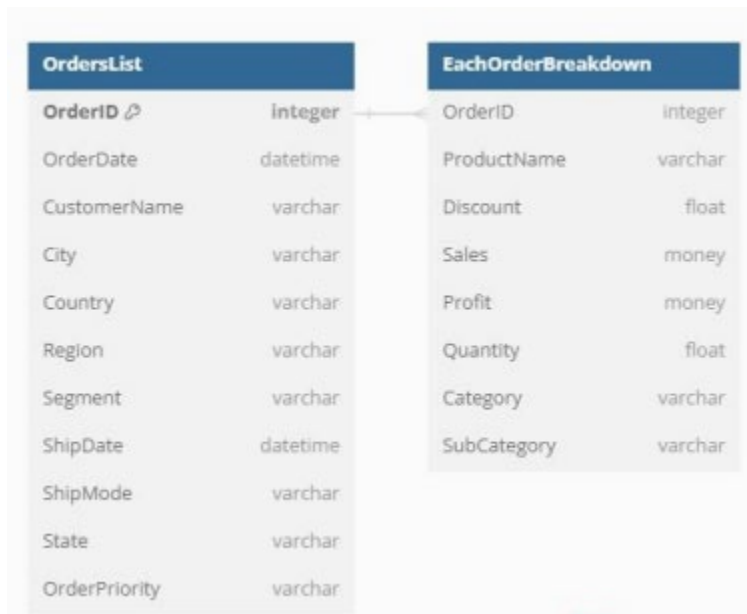 OrdersList
OrderID integer
OrderDate datetime
CustomerName varchar
City varchar
Country varchar
Region varchar
Segment varchar
ShipDate datetime
ShipMode varchar
State varchar
OrderPriority varchar
EachOrderBreakdown
OrderID integer
ProductName varchar
Discount float
Sales money
Profit money
Quantity float
Category varchar
SubCategory varchar